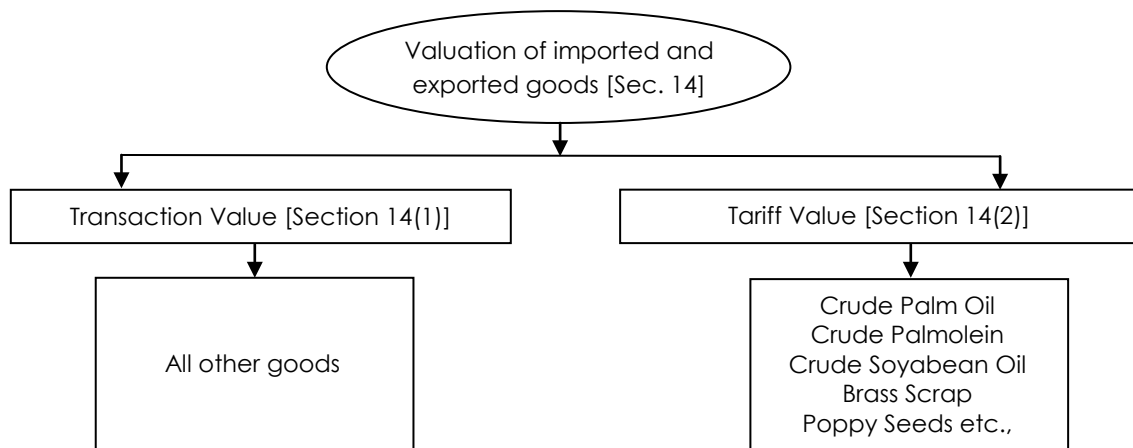 Valuation of imported and
exported goods [Sec. 14]
Transaction Value [Section 14(1)]
Tariff Value [Section 14(2)]
All other goods
Crude Palm Oil
Crude Palmolein
Crude Soyabean Oil
Brass Scrap
Poppy Seeds etc.,